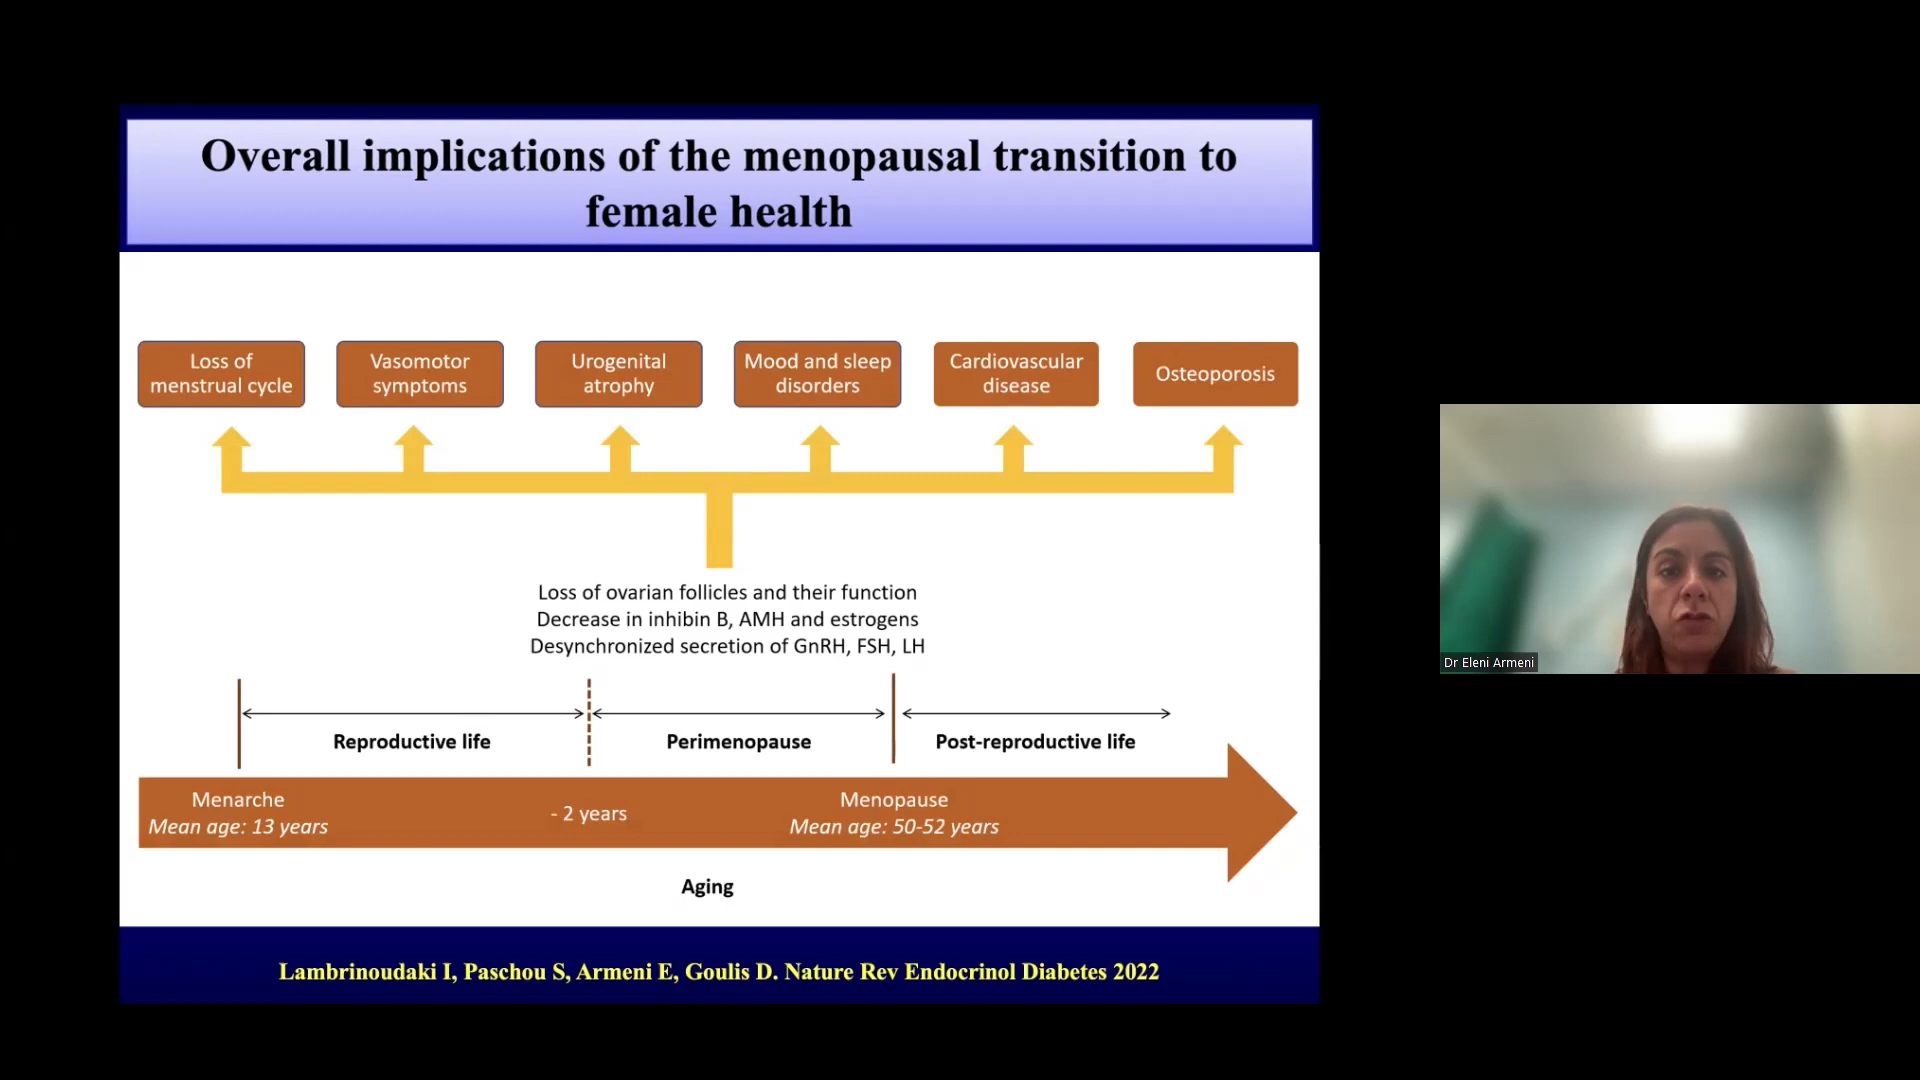 Overall implications of the menopausal transition to
female health
Loss of
menstrual cycle
Vasomotor
symptoms
Urogenital
atrophy
Mood and sleep
disorders
Cardiovascular
disease
Osteoporosis
Loss of ovarian follicles and their function
Decrease in inhibin B, AMH and estrogens
Desynchronized secretion of GnRH, FSH, LH
Reproductive life
Perimenopause
Post-reproductive life
Menarche
Mean age: 13 years
- 2 years
Menopause
Mean age: 50-52 years
Aging
Lambrinoudaki I, Paschou S, Armeni E, Goulis D. Nature Rev Endocrinol Diabetes 2022
Dr Eleni Armeni